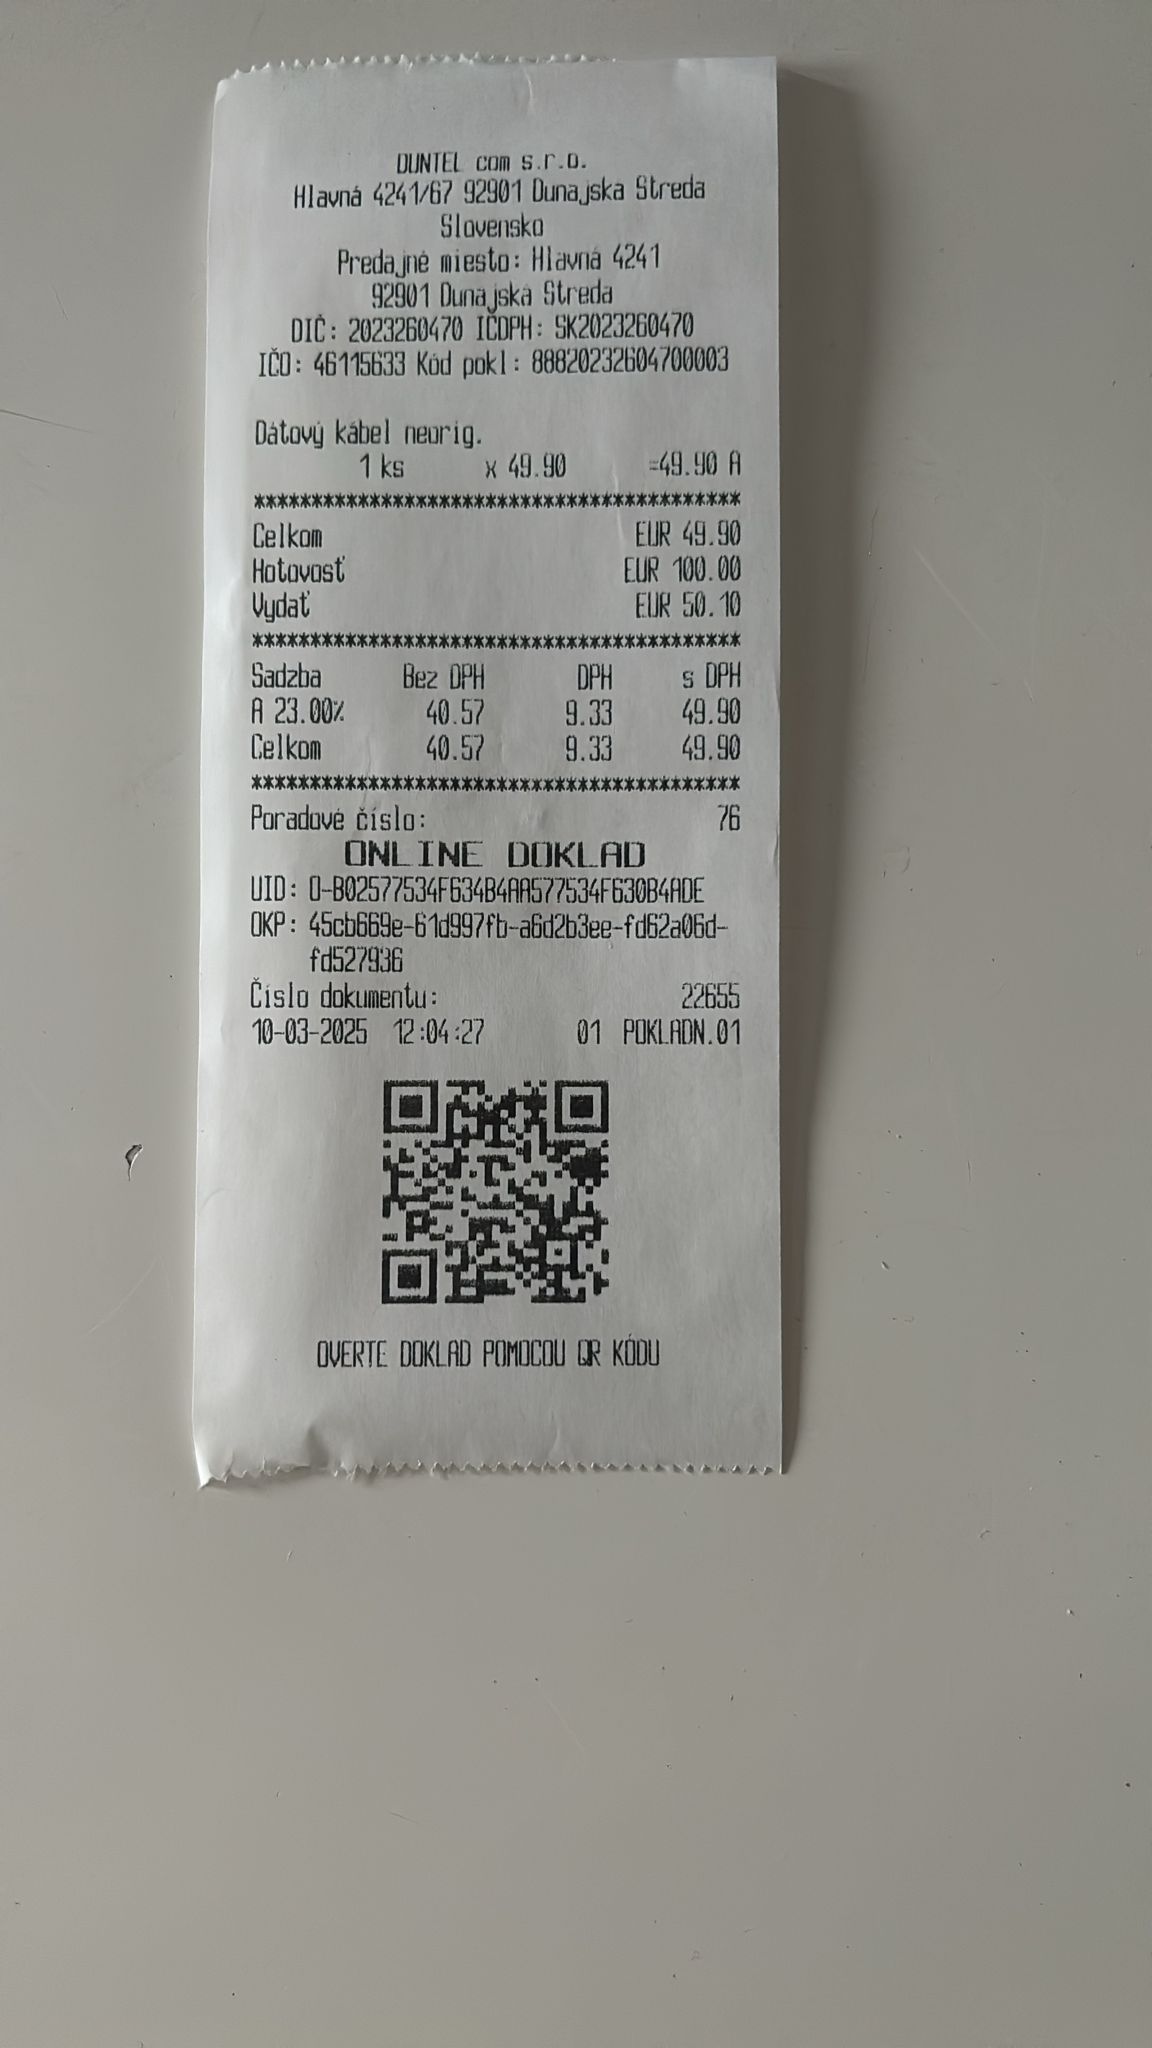 DUNTEL com s.r.o.
Hlavná 4241/67 92901 Dunajská Streda
Slovensko
Predajné miesto: Hlavná 4241
92901 Dunajská Streda
DIČ: 2023260470 IČDPH: SK2023260470
IČO: 46115633 Kód pokl: 88820232604700003
Dátový kábel neorig.
1 ks x 49.90 =49.90 A
******************************************
Celkom EUR 49.90
Hotovosť EUR 100.00
Vydať EUR 50.10
******************************************
Sadzba Bez DPH DPH s DPH
A 23.00% 40.57 9.33 49.90
Celkom 40.57 9.33 49.90
******************************************
Poradové číslo: 76
ONLINE DOKLAD
UID: O-B02577534F634B4AA577534F630B4ADE
OKP: 45cb669e-61d997fb-a6d2b3ee-fd62a06d-
fd527936
Číslo dokumentu: 22655
10-03-2025 12:04:27 01 POKLADN.01
OVERTE DOKLAD POMOCOU QR KÓDU